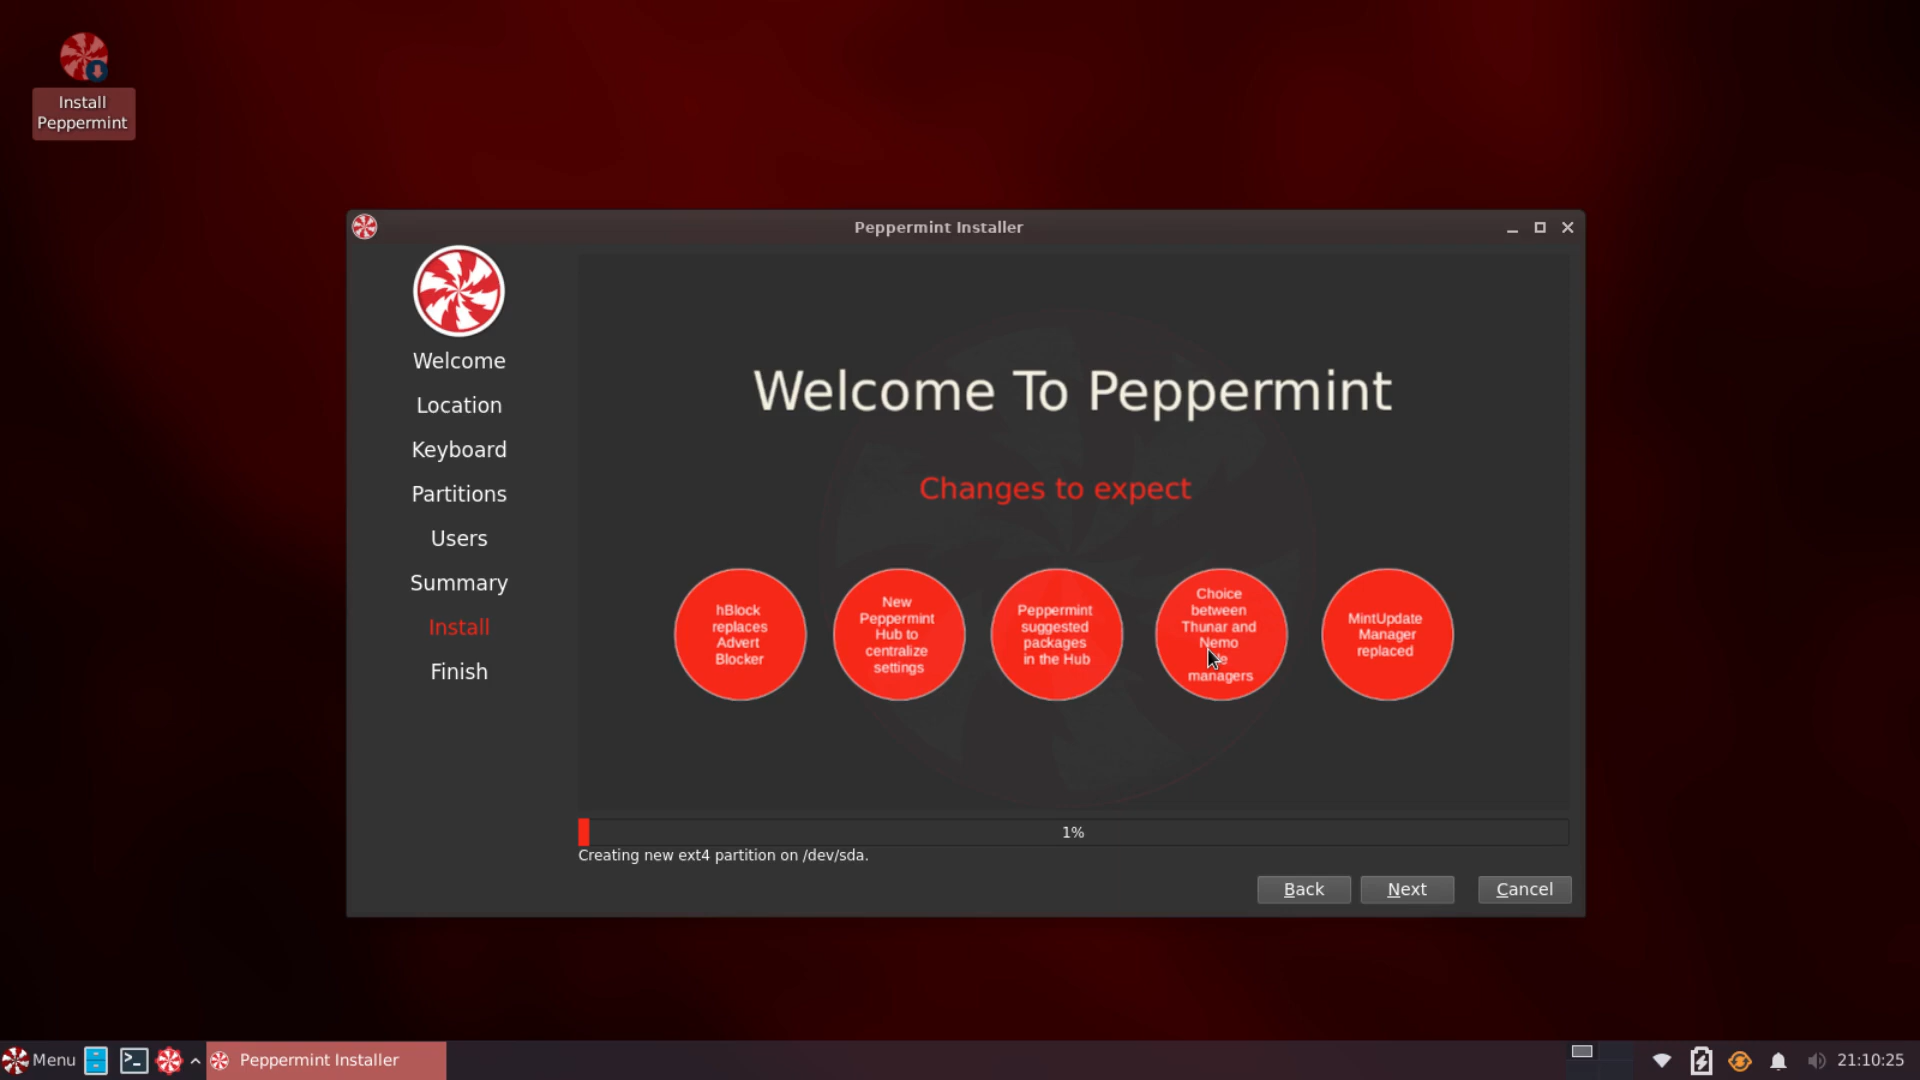 Install
Peppermint
Peppermint Installer
Welcome
Location
Keyboard
Partitions
Users
Summary
Install
Finish
Welcome To Peppermint
Changes to expect
hBlock
replaces
Advert
Blocker
New
Peppermint
Hub to
centralize
settings
Peppermint
suggested
packages
in the Hub
Choice
between
Thunar and
Nemo
managers
MintUpdate
Manager
replaced
1%
Creating new ext4 partition on /dev/sda.
Back
Next
Cancel
Menu
Peppermint Installer
21:10:25